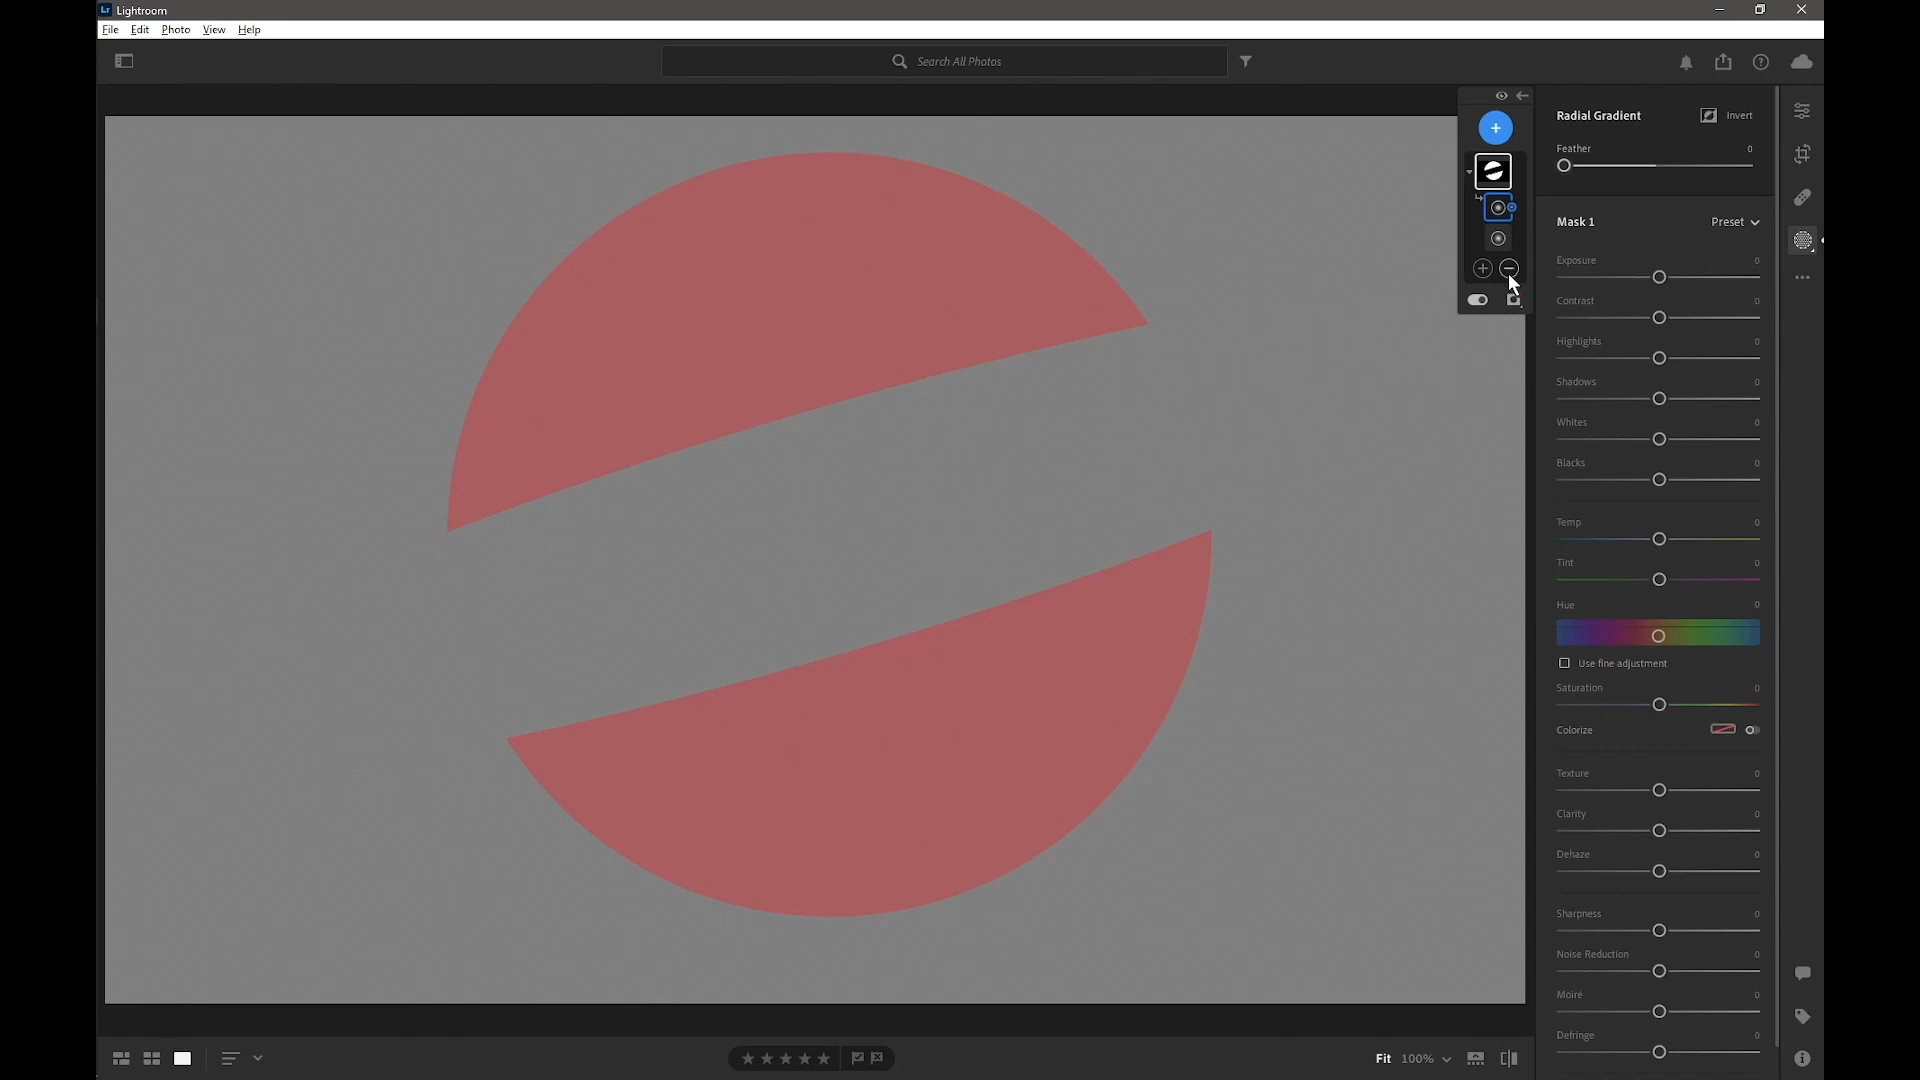 Lr Lightroom
File Edit Photo View Help
Search All Photos
Radial Gradient Invert
Feather 0
Mask 1 Preset
Exposure 0
Contrast 0
Highlights 0
Shadows 0
Whites 0
Blacks 0
Temp 0
Tint 0
Hue 0
Use fine adjustment
Saturation 0
Colorize
Texture 0
Clarity 0
Dehaze 0
Sharpness 0
Noise Reduction 0
Moiré 0
Defringe 0
Fit 100%